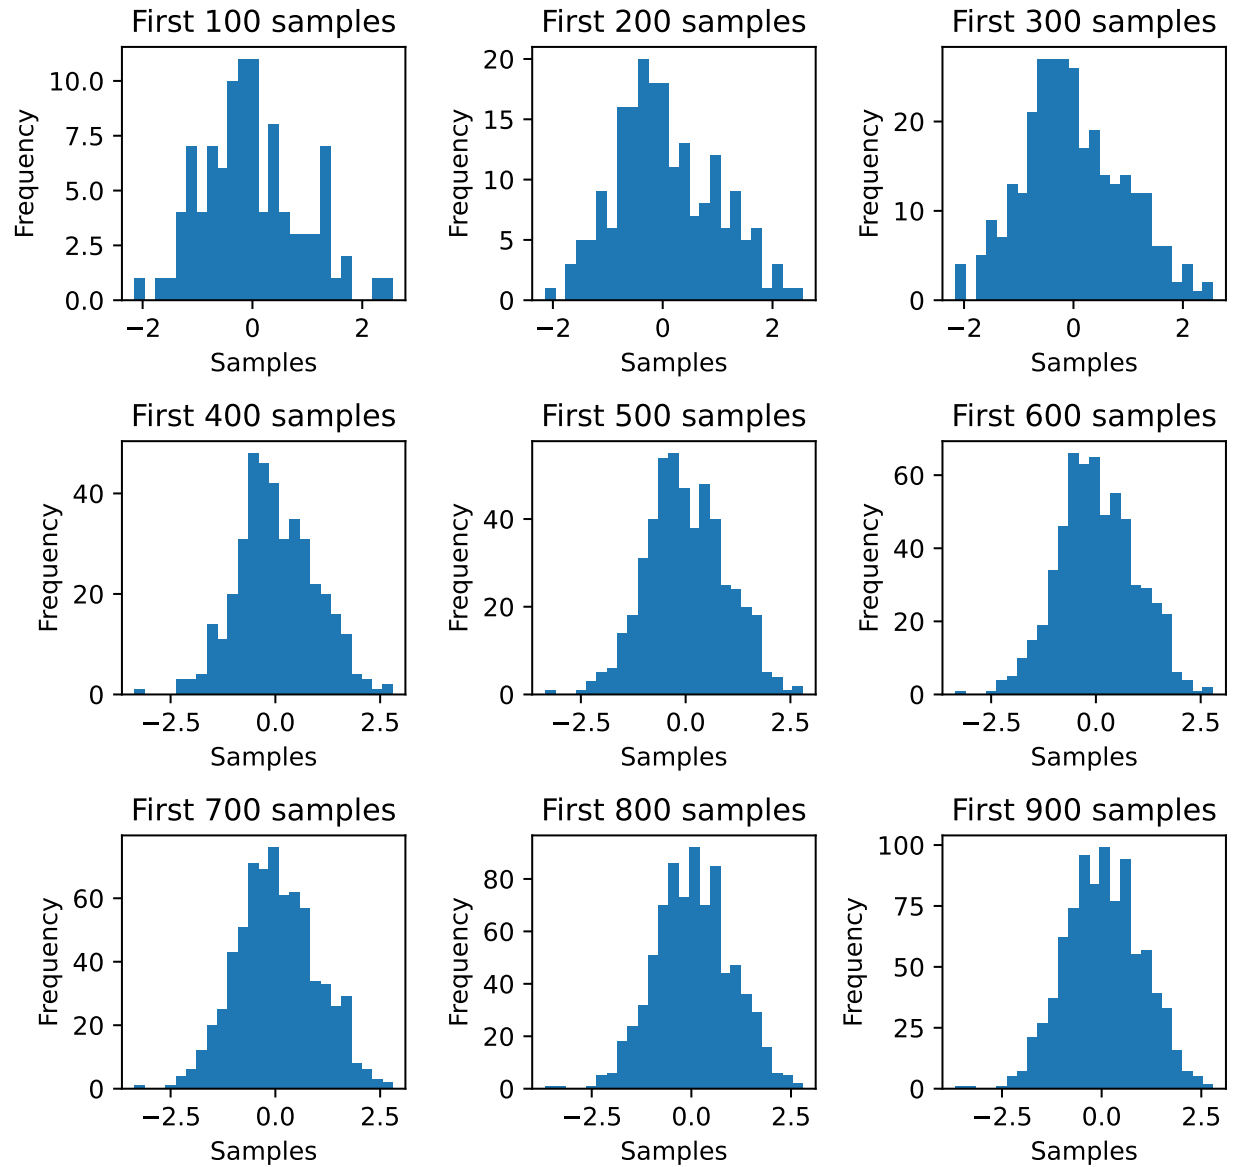 First 100 samples
10.0
7.5
5.0
2.5
0.0
Frequency
−2 0 2
Samples
First 200 samples
20
15
10
5
0
Frequency
−2 0 2
Samples
First 300 samples
20
10
0
Frequency
−2 0 2
Samples
First 400 samples
40
20
0
Frequency
−2.5 0.0 2.5
Samples
First 500 samples
40
20
0
Frequency
−2.5 0.0 2.5
Samples
First 600 samples
60
40
20
0
Frequency
−2.5 0.0 2.5
Samples
First 700 samples
60
40
20
0
Frequency
−2.5 0.0 2.5
Samples
First 800 samples
80
60
40
20
0
Frequency
−2.5 0.0 2.5
Samples
First 900 samples
100
75
50
25
0
Frequency
−2.5 0.0 2.5
Samples